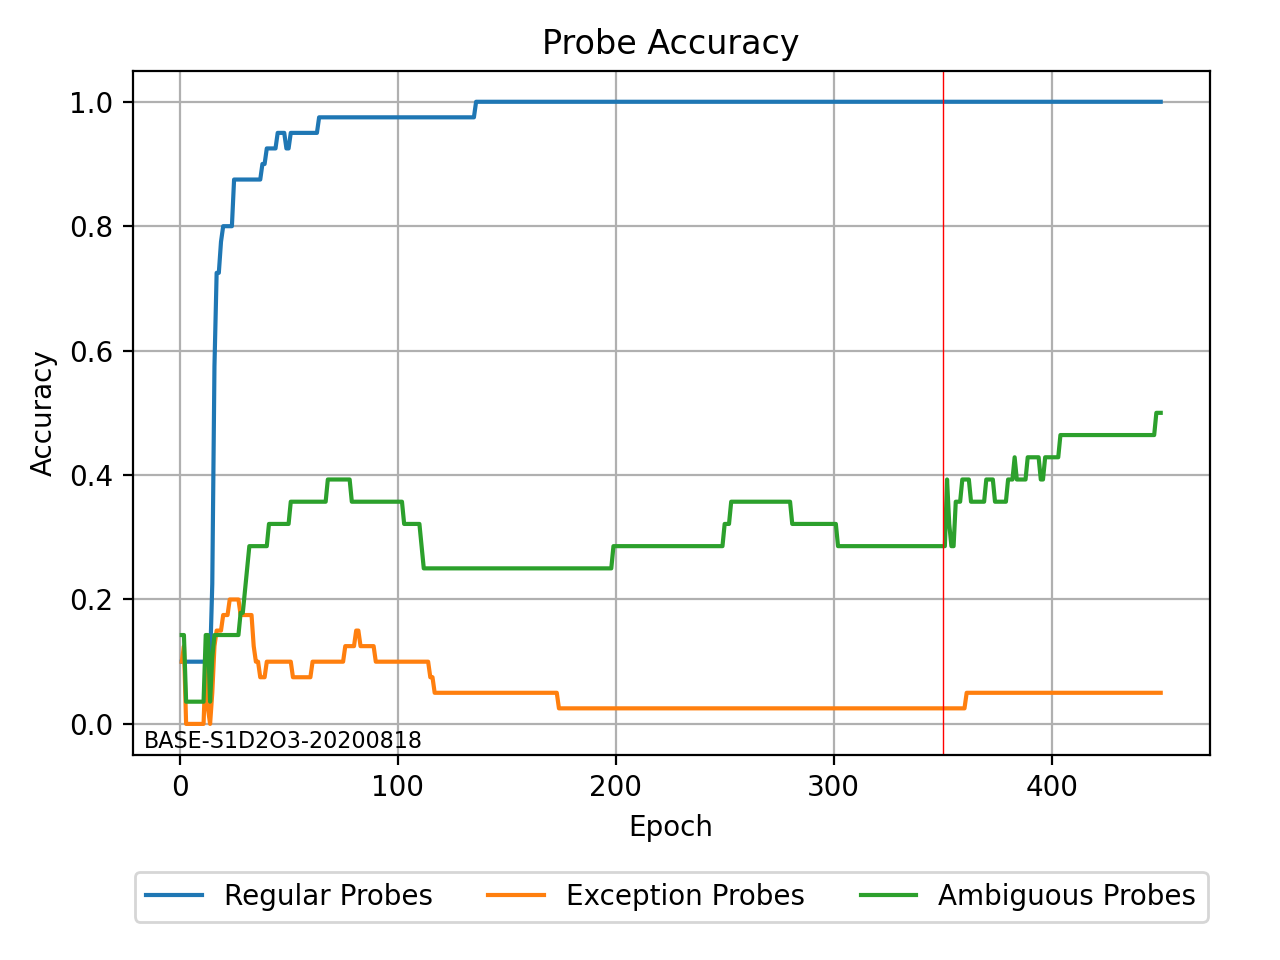 Probe Accuracy
1.0
0.8
0.6
0.4
0.2
0.0
Accuracy
BASE-S1D2O3-20200818
0 100 200 300 400
Epoch
Regular Probes Exception Probes Ambiguous Probes